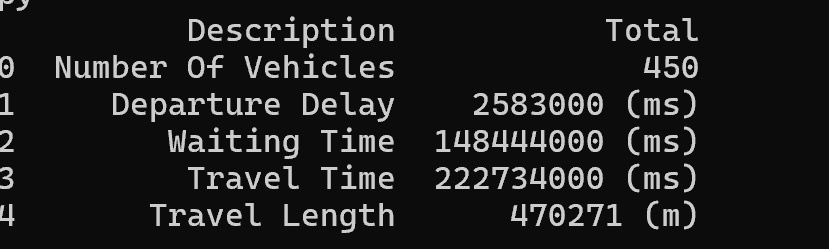 py
Description Total
0 Number Of Vehicles 450
1 Departure Delay 2583000 (ms)
2 Waiting Time 148444000 (ms)
3 Travel Time 222734000 (ms)
4 Travel Length 470271 (m)